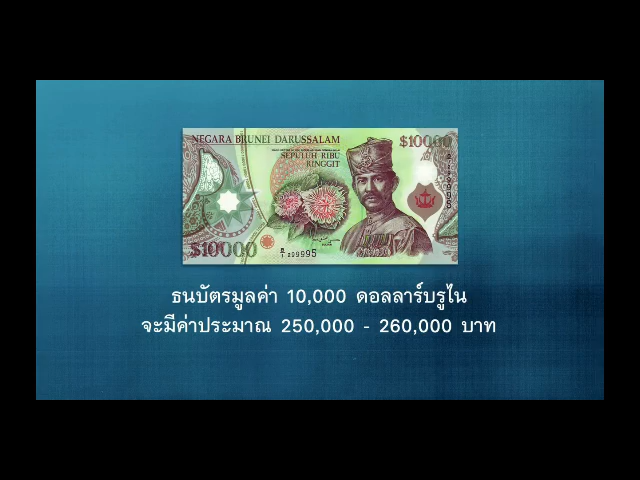 NEGARA BRUNEI DARUSSALAM
$10000
SEPULUH RIBU
RINGGIT
$10000
B/1 099995
ธนบัตรมูลค่า 10,000 ดอลลาร์บรูไน
จะมีค่าประมาณ 250,000 - 260,000 บาท